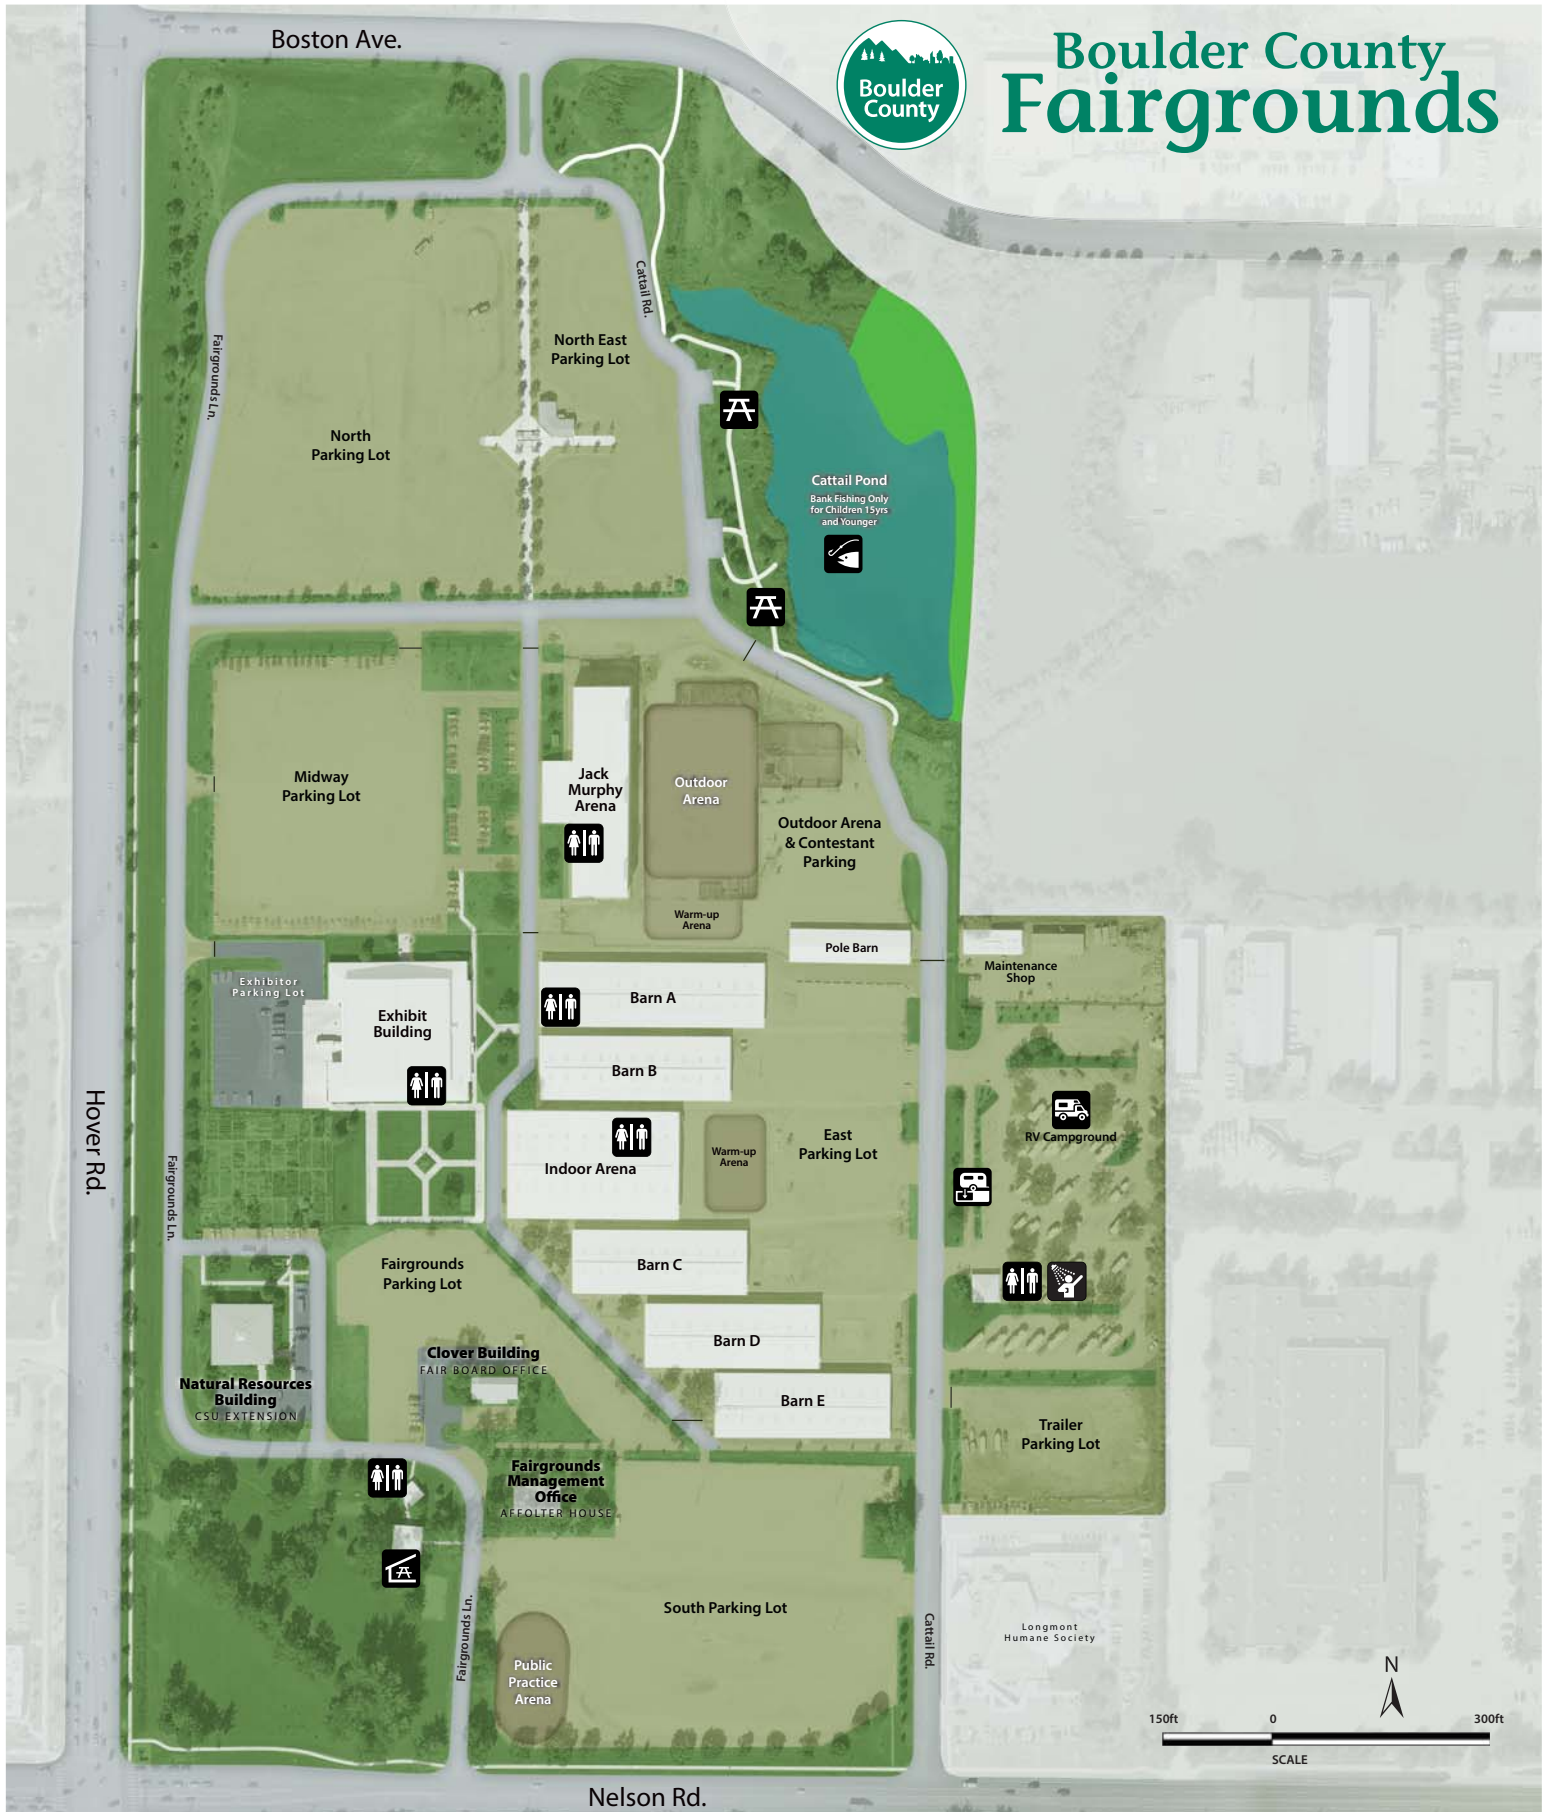 Boston Ave.
Boulder
County
Boulder County
Fairgrounds
Cattail Rd.
Fairgrounds Ln.
North East
Parking Lot
North
Parking Lot
Cattail Pond
Bank Fishing Only
for Children 15yrs
and Younger
Midway
Parking Lot
Jack
Murphy
Arena
Outdoor
Arena
Outdoor Arena
& Contestant
Parking
Warm-up
Arena
Pole Barn
Maintenance
Shop
Exhibitor
Parking Lot
Exhibit
Building
Barn A
Barn B
Hover Rd.
RV Campground
East
Parking Lot
Warm-up
Arena
Indoor Arena
Fairgrounds Ln.
Fairgrounds
Parking Lot
Barn C
Barn D
Clover Building
FAIR BOARD OFFICE
Natural Resources
Building
CSU EXTENSION
Barn E
Trailer
Parking Lot
Fairgrounds
Management
Office
AFFOLTER HOUSE
South Parking Lot
Fairgrounds Ln.
Cattail Rd.
Longmont
Humane Society
Public
Practice
Arena
N
150ft 0 300ft
SCALE
Nelson Rd.